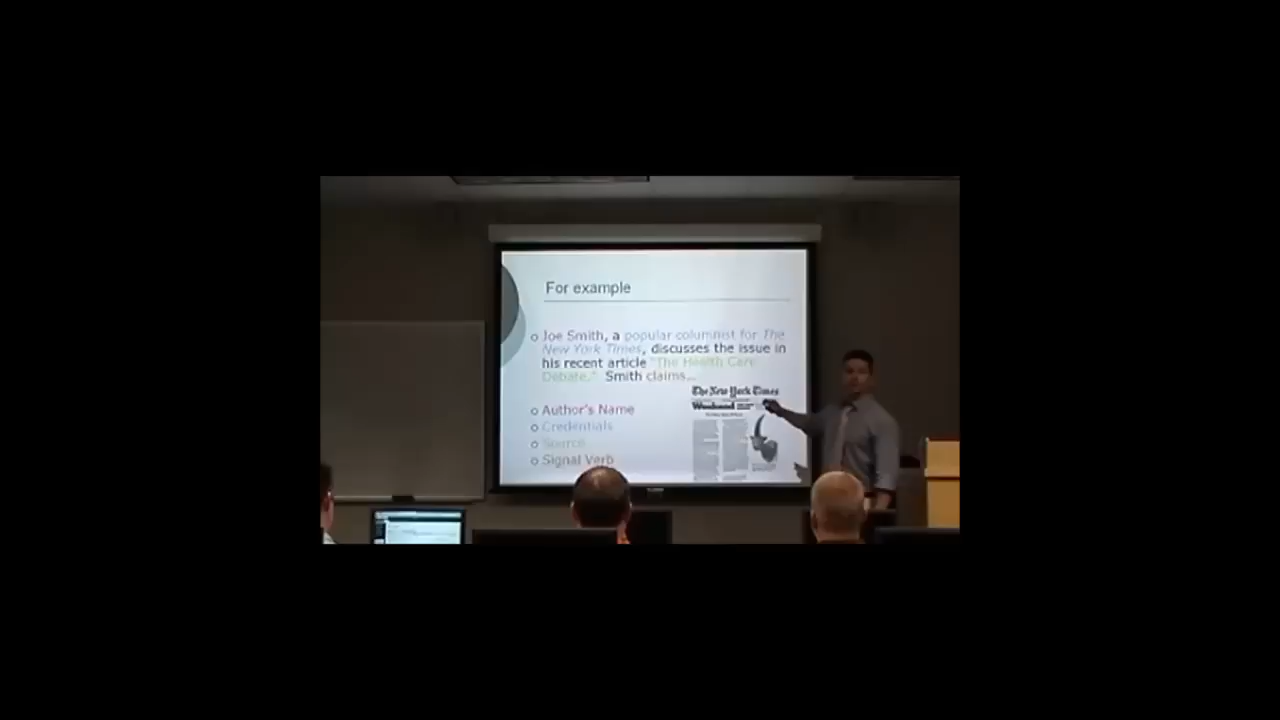 For example
Joe Smith, a popular columnist for The
New York Times, discusses the issue in
his recent article "The Health Care
Debate." Smith claims...
Author's Name
Credentials
Source
Signal Verb
The New York Times
Weekend